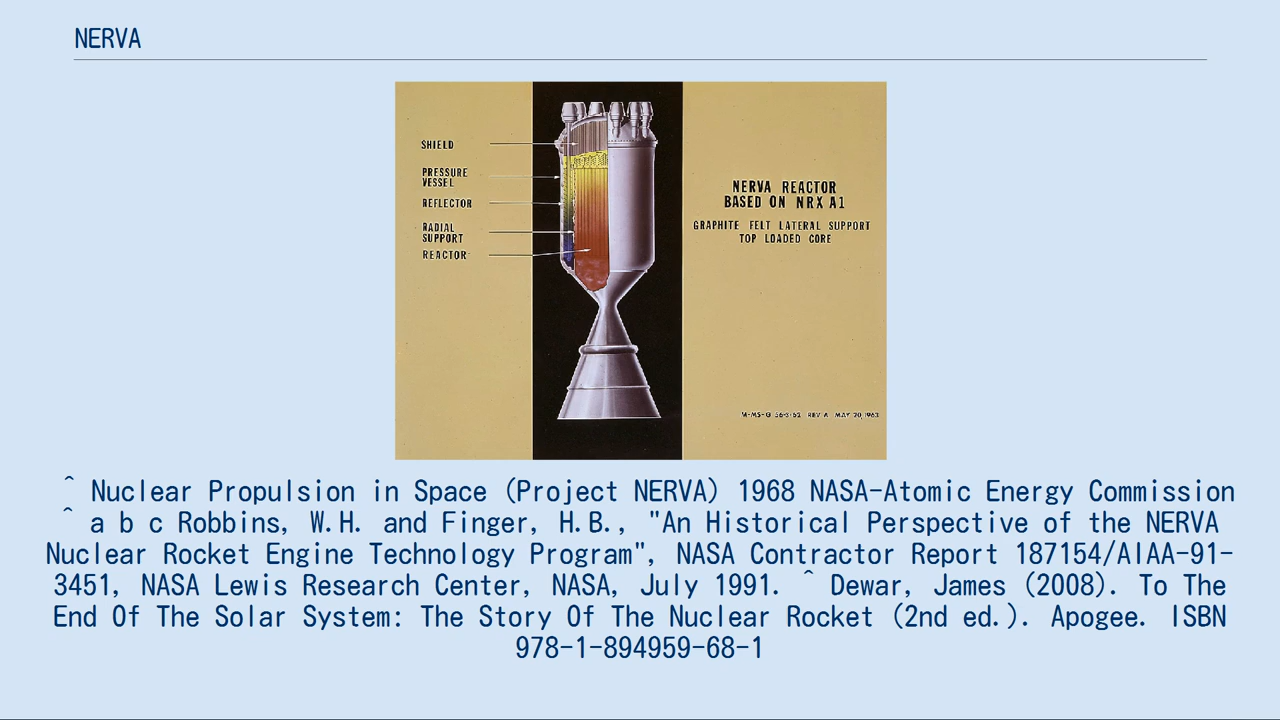 NERVA
SHIELD
PRESSURE
VESSEL
REFLECTOR
RADIAL
SUPPORT
REACTOR
NERVA REACTOR
BASED ON NRX A1
GRAPHITE FELT LATERAL SUPPORT
TOP LOADED CORE
REV A MAY 20, 1963
^ Nuclear Propulsion in Space (Project NERVA) 1968 NASA-Atomic Energy Commission
^ a b c Robbins, W.H. and Finger, H.B., "An Historical Perspective of the NERVA
Nuclear Rocket Engine Technology Program", NASA Contractor Report 187154/AIAA-91-
3451, NASA Lewis Research Center, NASA, July 1991. ^ Dewar, James (2008). To The
End Of The Solar System: The Story Of The Nuclear Rocket (2nd ed.). Apogee. ISBN
978-1-894959-68-1